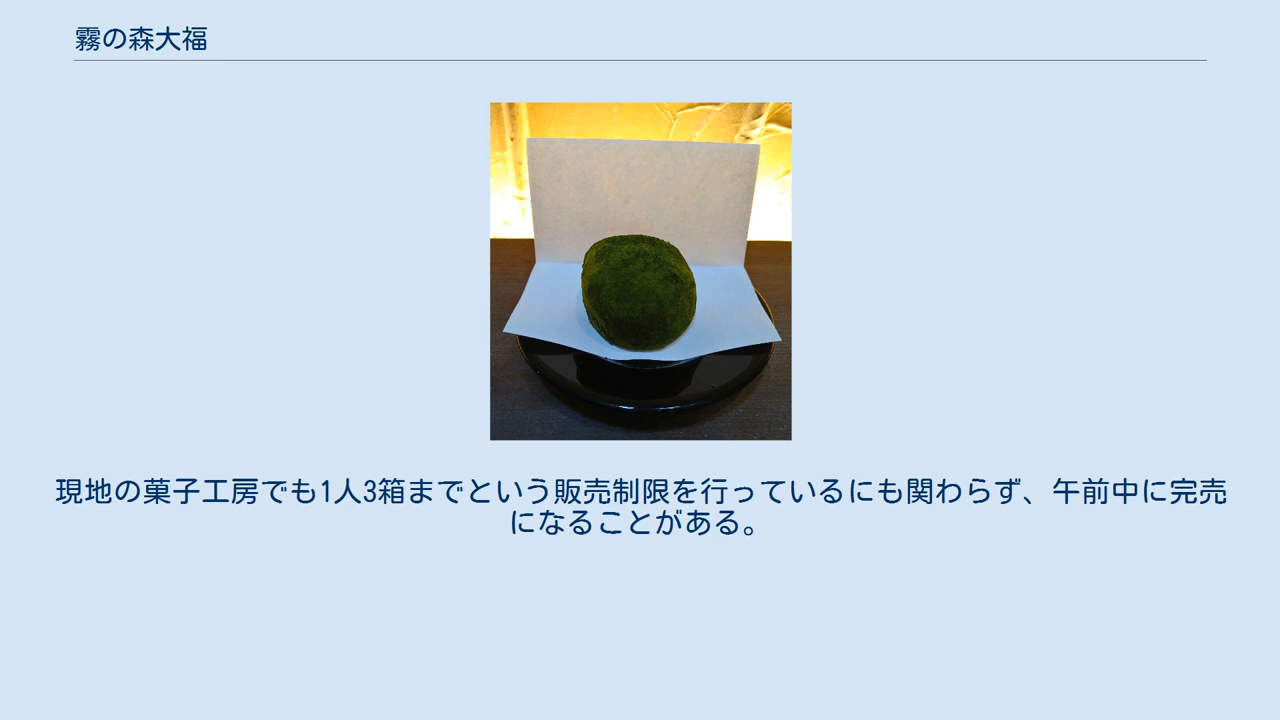 霧の森大福
現地の菓子工房でも1人3箱までという販売制限を行っているにも関わらず、午前中に完売
になることがある。